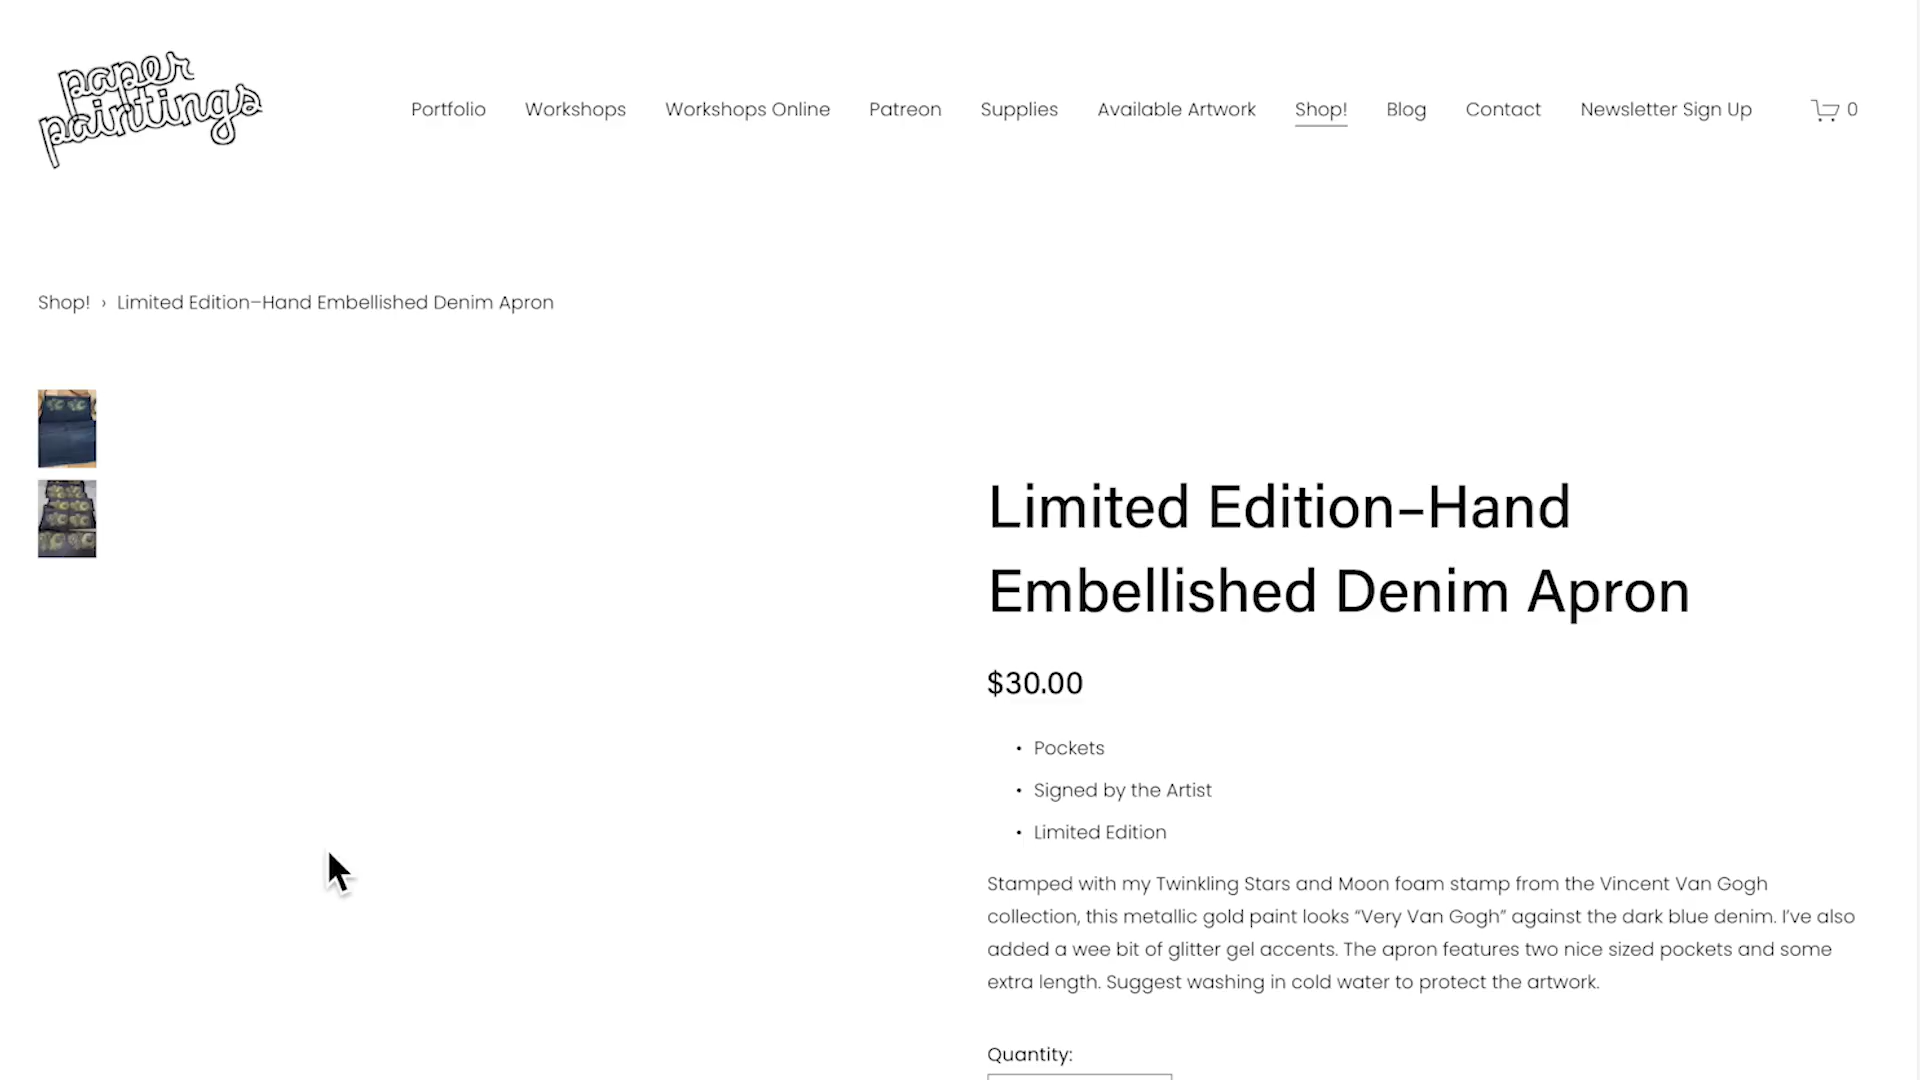 paper
paintings
Portfolio Workshops Workshops Online Patreon Supplies Available Artwork Shop! Blog Contact Newsletter Sign Up 0
Shop! › Limited Edition–Hand Embellished Denim Apron
Limited Edition–Hand
Embellished Denim Apron
$30.00
• Pockets
• Signed by the Artist
• Limited Edition
Stamped with my Twinkling Stars and Moon foam stamp from the Vincent Van Gogh
collection, this metallic gold paint looks “Very Van Gogh” against the dark blue denim. I’ve also
added a wee bit of glitter gel accents. The apron features two nice sized pockets and some
extra length. Suggest washing in cold water to protect the artwork.
Quantity: